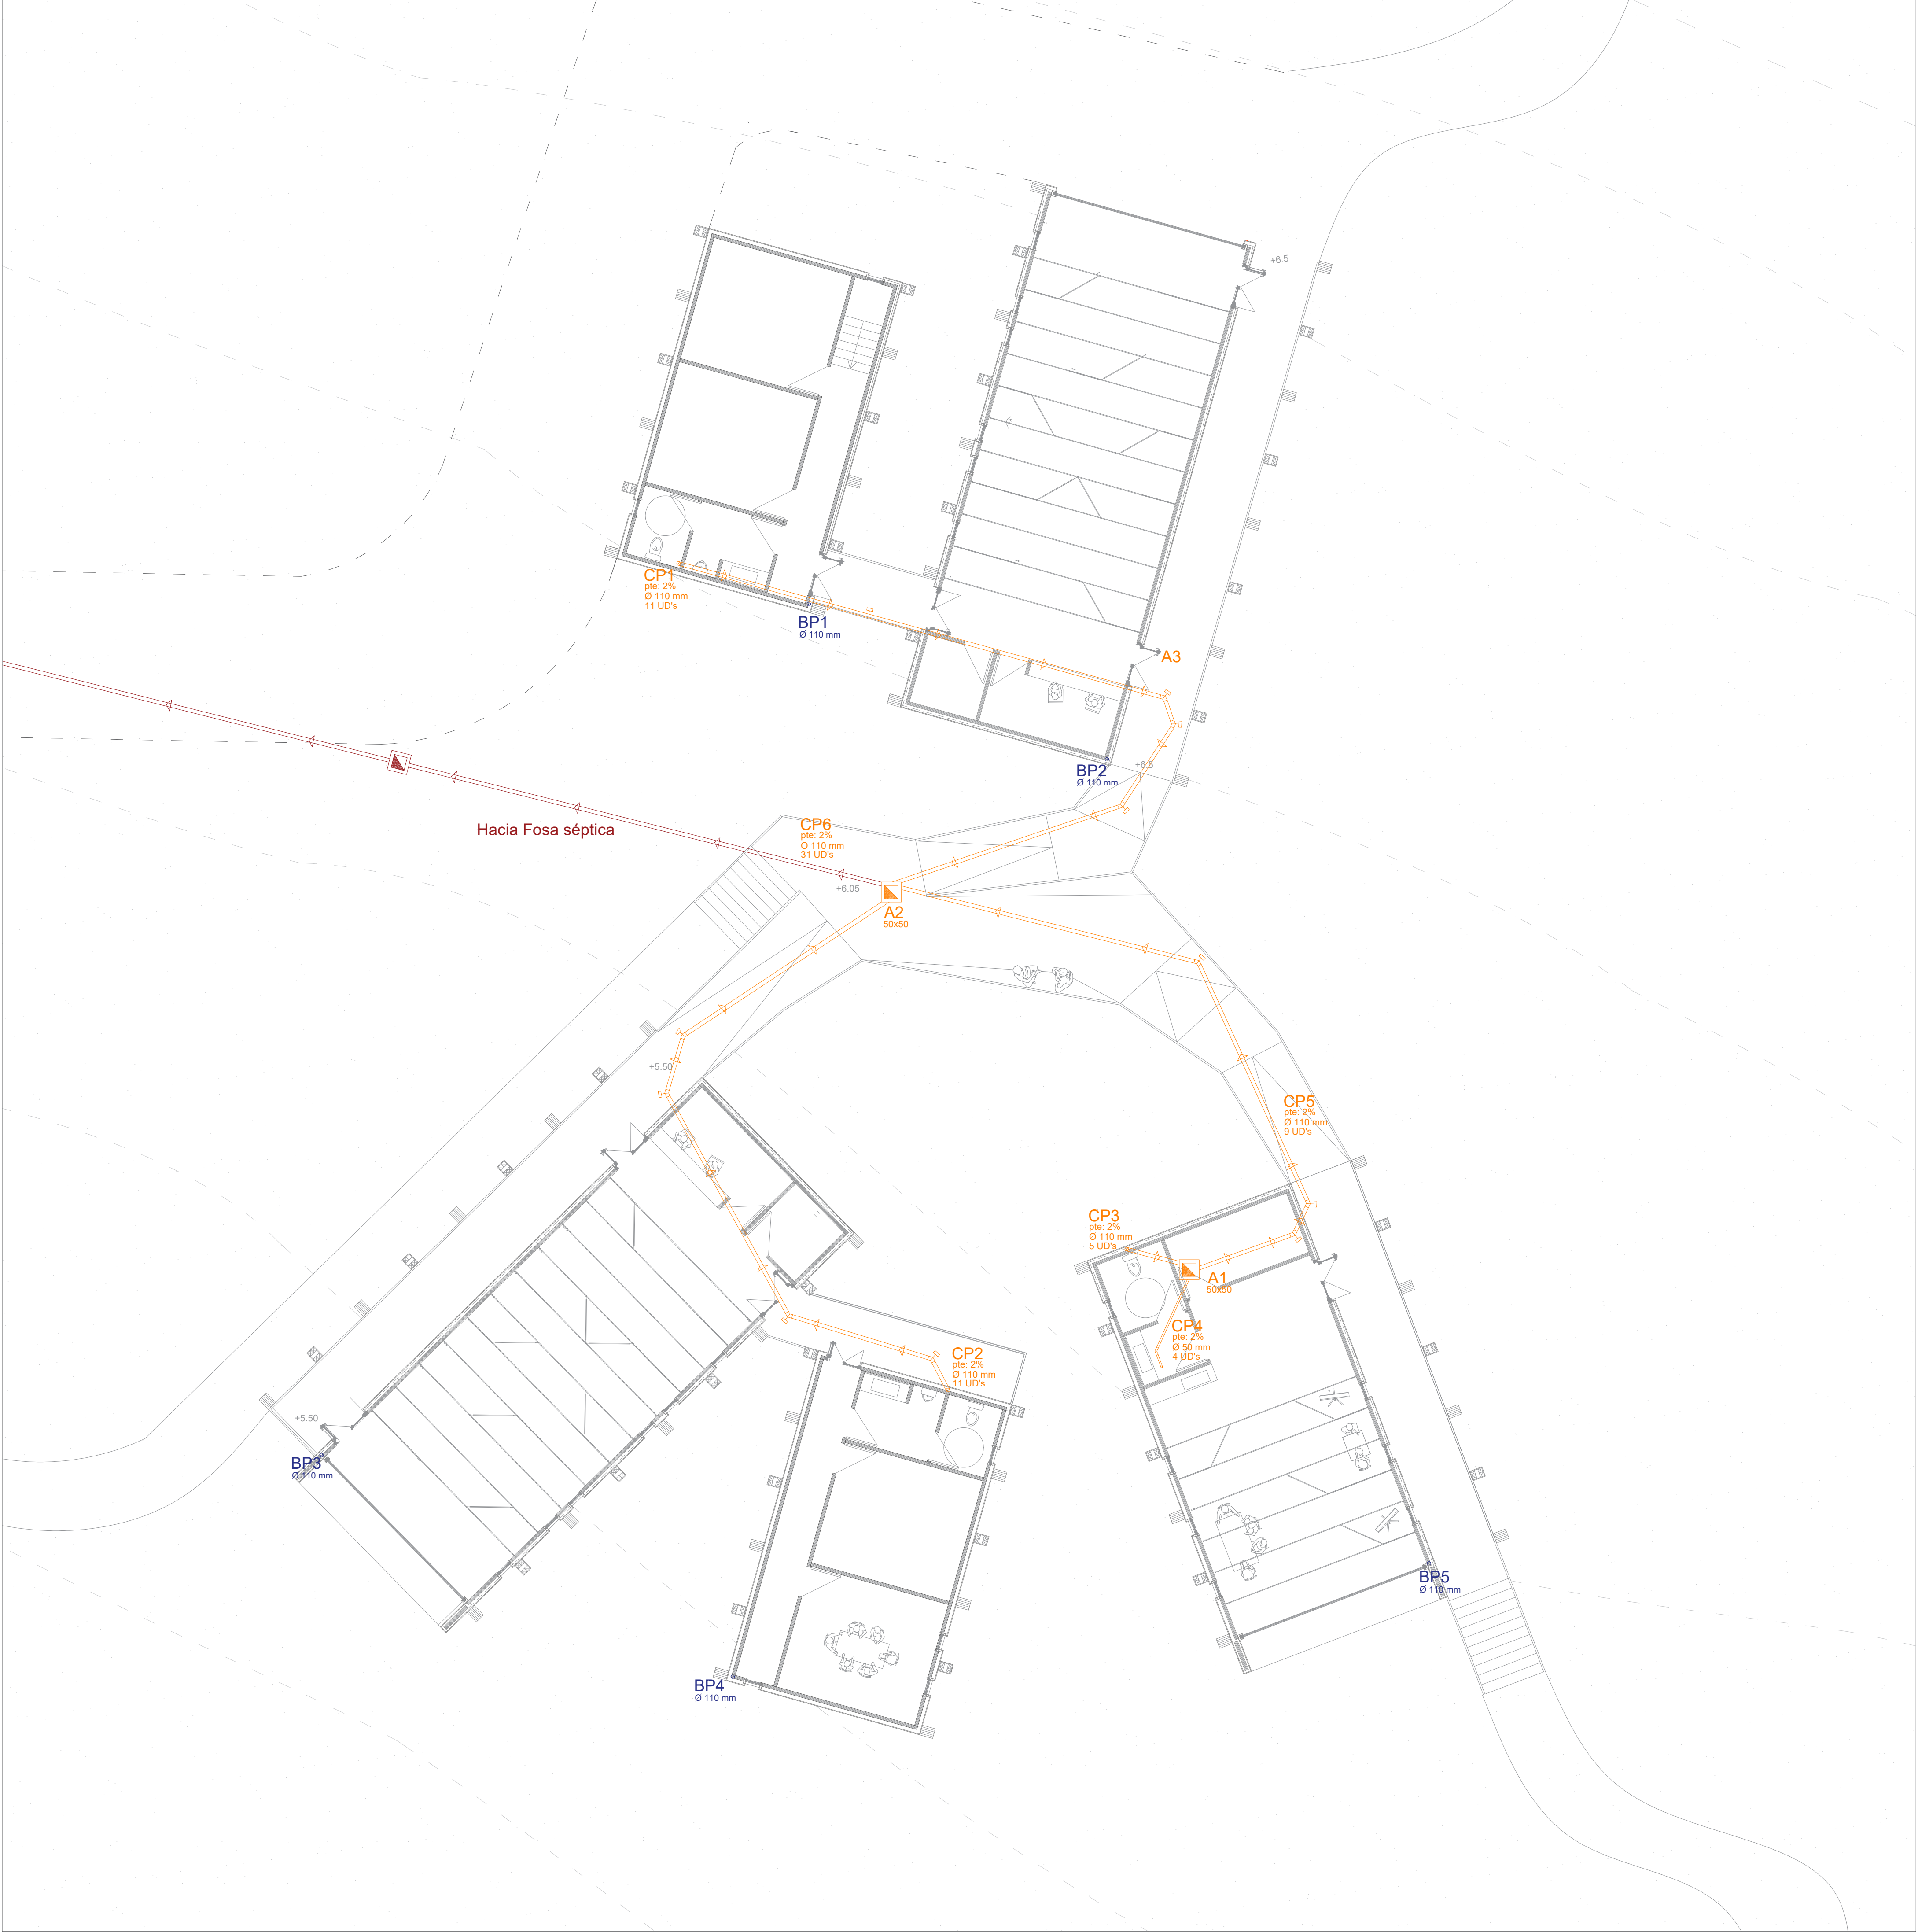 +6.5
CP1
pte: 2%
Ø 110 mm
11 UD's
BP1
Ø 110 mm
A3
+6.5
BP2
Ø 110 mm
Hacia Fosa séptica
CP6
pte: 2%
O 110 mm
31 UD's
+6.05
A2
50x50
+5.50
CP5
pte: 2%
Ø 110 mm
9 UD's
CP3
pte: 2%
Ø 110 mm
5 UD's
A1
50x50
CP4
pte: 2%
Ø 50 mm
4 UD's
CP2
pte: 2%
Ø 110 mm
11 UD's
+5.50
BP3
Ø 110 mm
BP5
Ø 110 mm
BP4
Ø 110 mm